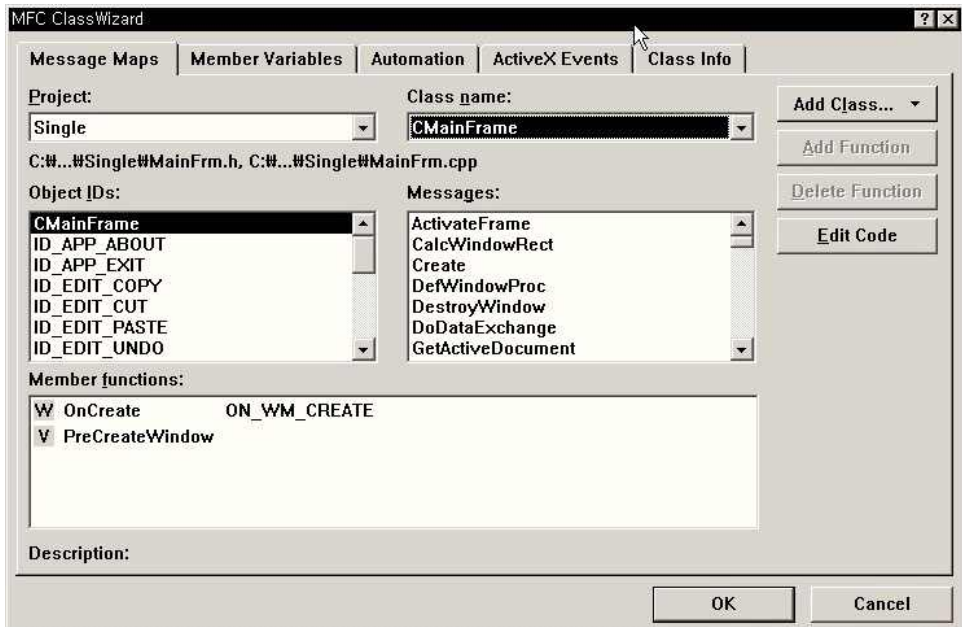 MFC ClassWizard
Message Maps
Member Variables
Automation
ActiveX Events
Class Info
Project:
Class name:
Single
CMainFrame
Add Class...
Add Function
Delete Function
Edit Code
C:₩...₩Single₩MainFrm.h, C:₩...₩Single₩MainFrm.cpp
Object IDs:
Messages:
CMainFrame
ID_APP_ABOUT
ID_APP_EXIT
ID_EDIT_COPY
ID_EDIT_CUT
ID_EDIT_PASTE
ID_EDIT_UNDO
ActivateFrame
CalcWindowRect
Create
DefWindowProc
DestroyWindow
DoDataExchange
GetActiveDocument
Member functions:
W OnCreate ON_WM_CREATE
V PreCreateWindow
Description:
OK
Cancel